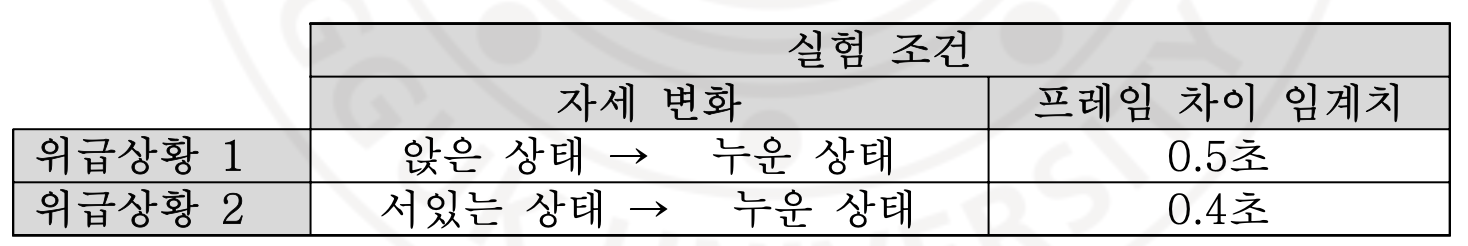 실험 조건
자세 변화 프레임 차이 임계치
위급상황 1 앉은 상태 → 누운 상태 0.5초
위급상황 2 서있는 상태 → 누운 상태 0.4초